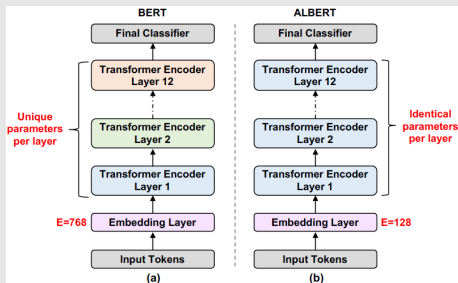 BERT
Final Classifier
Transformer Encoder
Layer 12
Transformer Encoder
Layer 2
Transformer Encoder
Layer 1
Unique
parameters
per layer
E=768
Embedding Layer
Input Tokens
(a)
ALBERT
Final Classifier
Transformer Encoder
Layer 12
Transformer Encoder
Layer 2
Transformer Encoder
Layer 1
Identical
parameters
per layer
Embedding Layer
E=128
Input Tokens
(b)